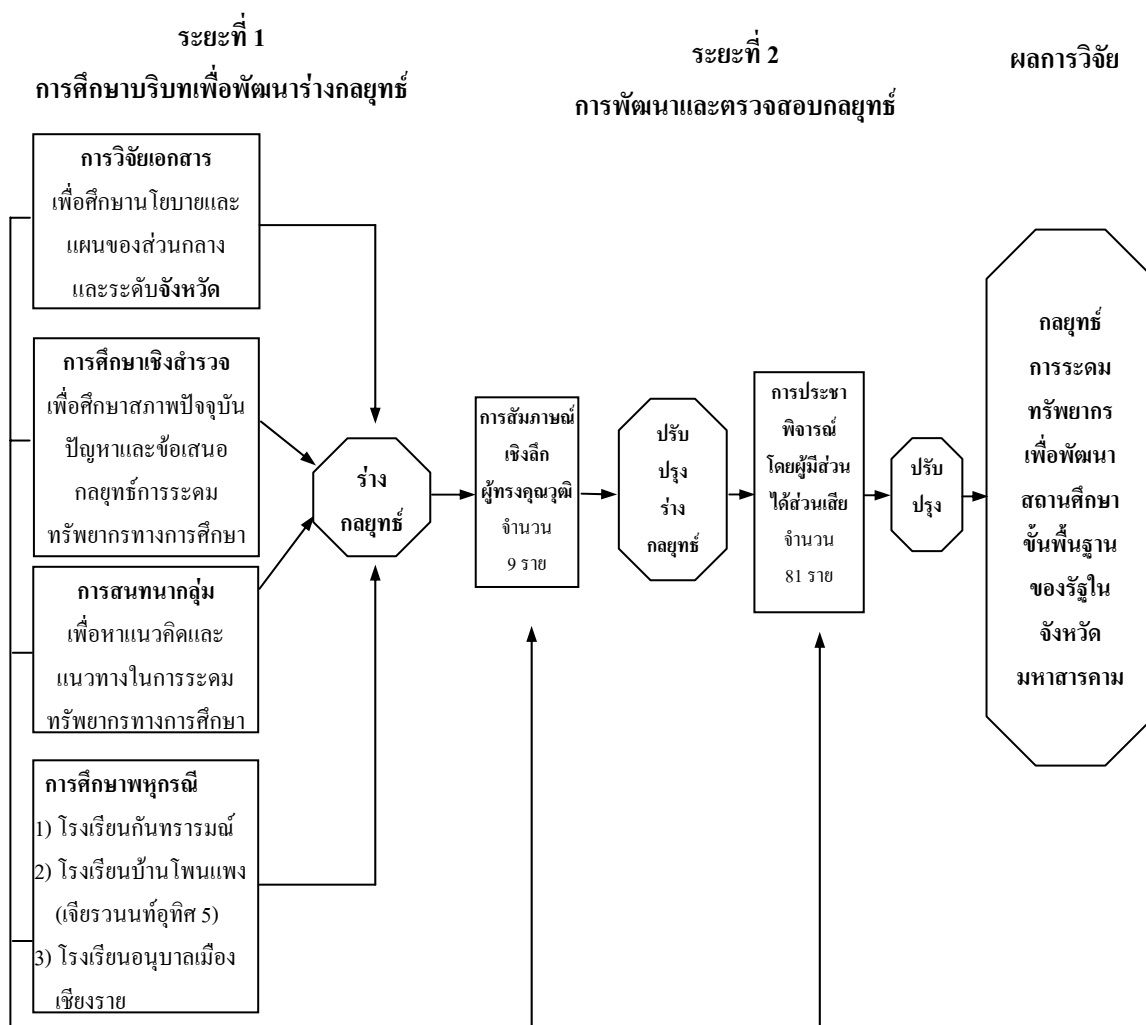 ระยะที่ 1
การศึกษาบริบทเพื่อพัฒนาร่างกลยุทธ์
ระยะที่ 2
การพัฒนาและตรวจสอบกลยุทธ์
ผลการวิจัย
การวิจัยเอกสาร
เพื่อศึกษานโยบายและ
แผนของส่วนกลาง
และระดับจังหวัด
การศึกษาเชิงสำรวจ
เพื่อศึกษาสภาพปัจจุบัน
ปัญหาและข้อเสนอ
กลยุทธ์การระดม
ทรัพยากรทางการศึกษา
การสนทนากลุ่ม
เพื่อหาแนวคิดและ
แนวทางในการระดม
ทรัพยากรทางการศึกษา
การศึกษาพหุกรณี
1) โรงเรียนกันทรารมณ์
2) โรงเรียนบ้านโพนแพง
(เจียรวนนท์อุทิศ 5)
3) โรงเรียนอนุบาลเมือง
เชียงราย
ร่าง
กลยุทธ์
การสัมภาษณ์
เชิงลึก
ผู้ทรงคุณวุฒิ
จำนวน
9 ราย
ปรับ
ปรุง
ร่าง
กลยุทธ์
การประชา
พิจารณ์
โดยผู้มีส่วน
ได้ส่วนเสีย
จำนวน
81 ราย
ปรับ
ปรุง
กลยุทธ์
การระดม
ทรัพยากร
เพื่อพัฒนา
สถานศึกษา
ขั้นพื้นฐาน
ของรัฐใน
จังหวัด
มหาสารคาม